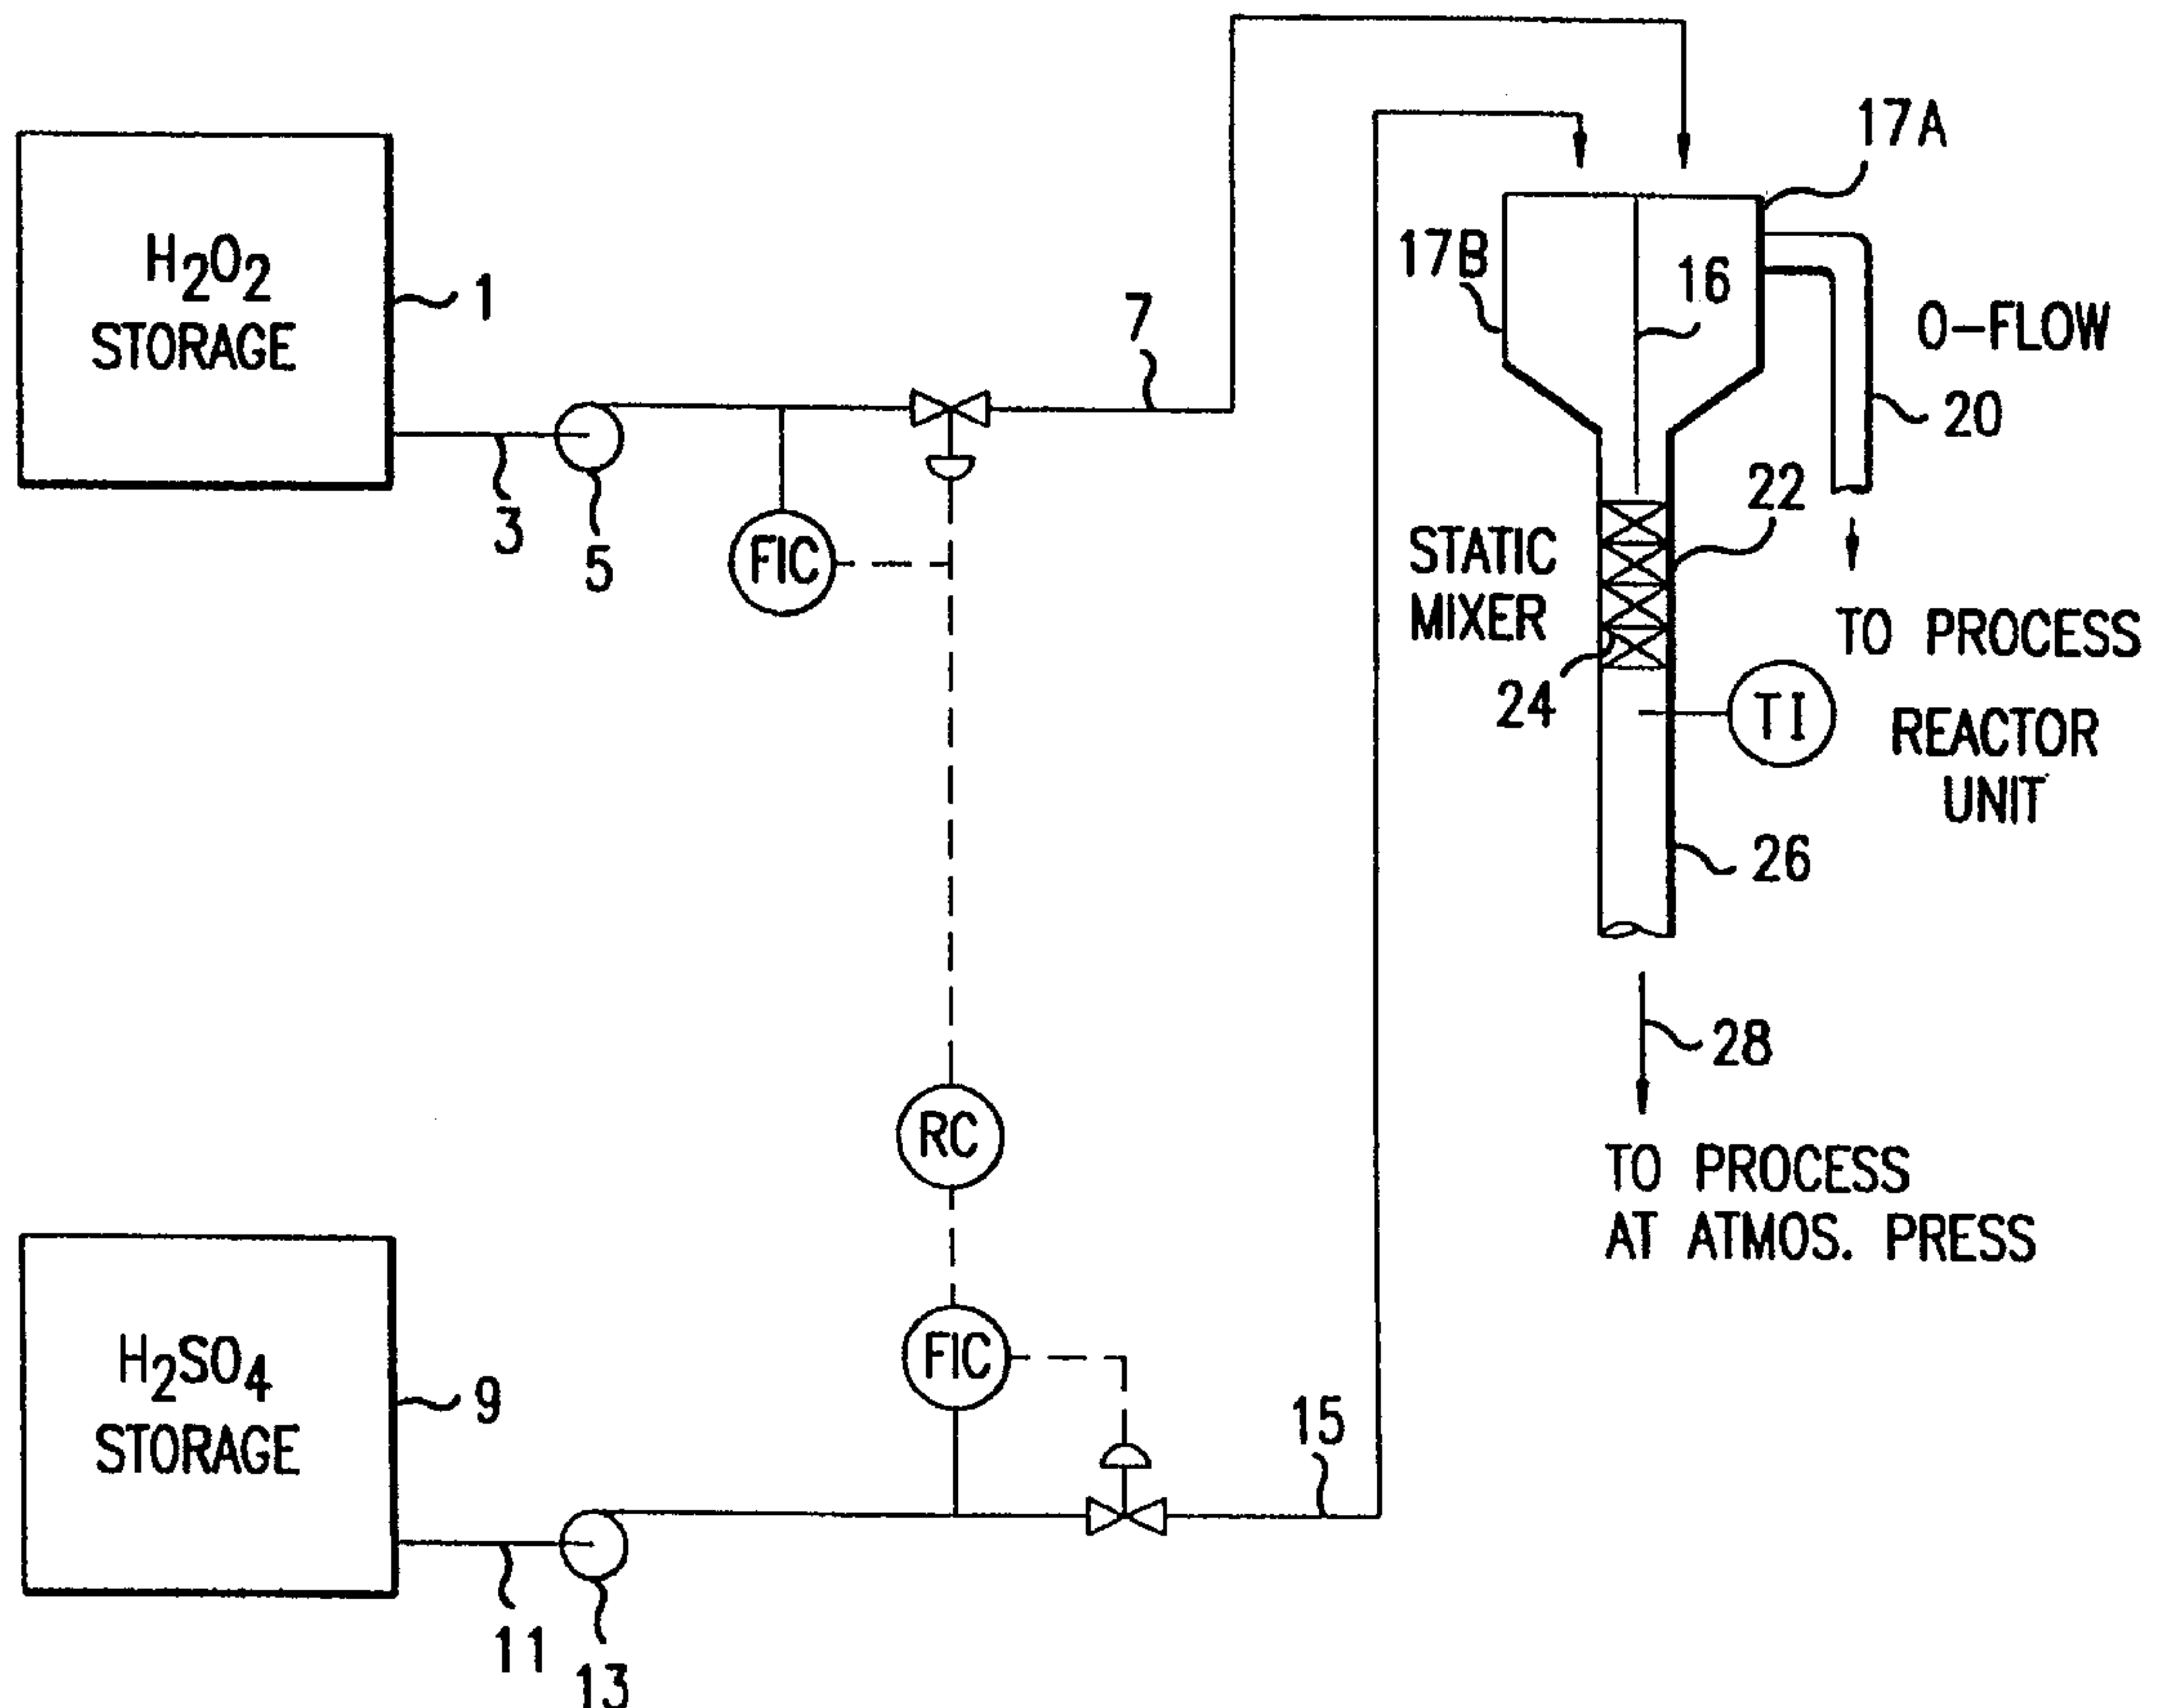 H2O2
STORAGE
1
3
5
7
FIC
17A
17B
16
O-FLOW
20
22
STATIC
MIXER
24
TO PROCESS
REACTOR
UNIT
TI
26
28
TO PROCESS
AT ATMOS. PRESS
RC
FIC
H2SO4
STORAGE
9
11
13
15